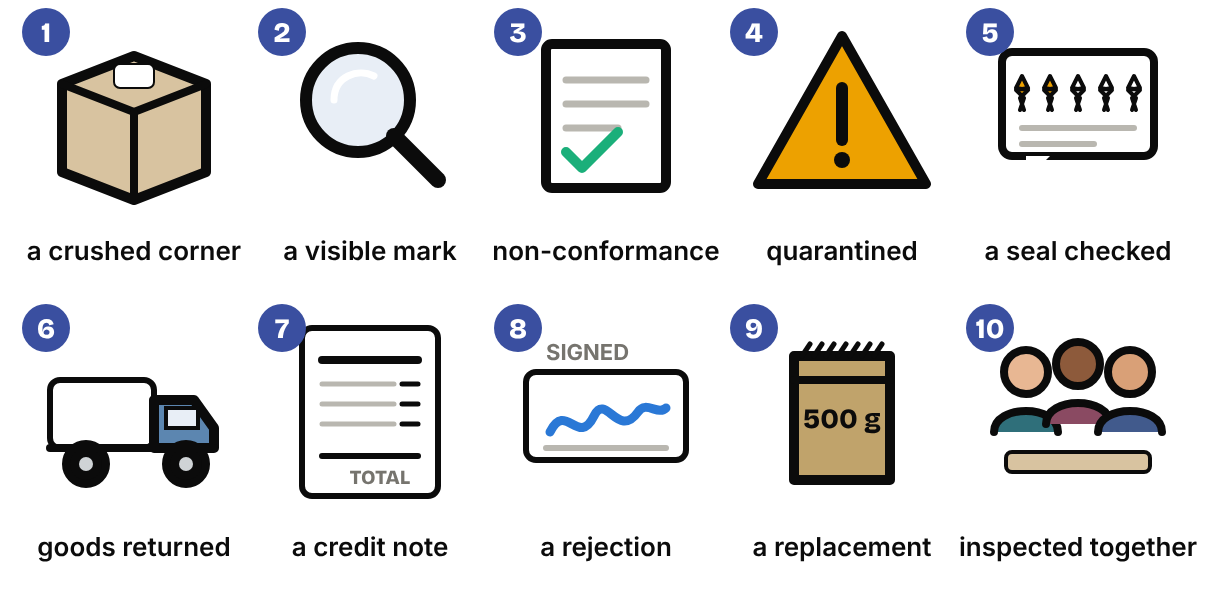 1
2
3
4
5
a crushed corner
a visible mark
non-conformance
quarantined
a seal checked
6
7
8
9
10
SIGNED
500 g
TOTAL
goods returned
a credit note
a rejection
a replacement
inspected together